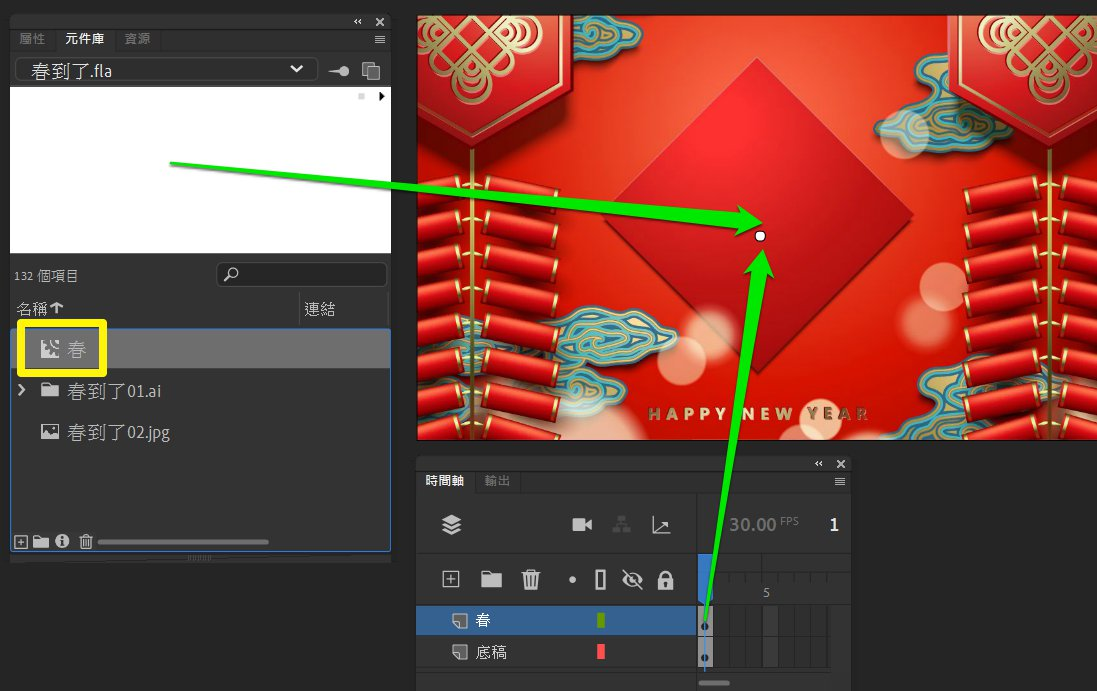 屬性 元件庫 資源
春到了.fla
132 個項目
名稱 連結
春
春到了01.ai
春到了02.jpg
HAPPY NEW YEAR
時間軸 輸出
30.00 FPS 1
5
春
底稿